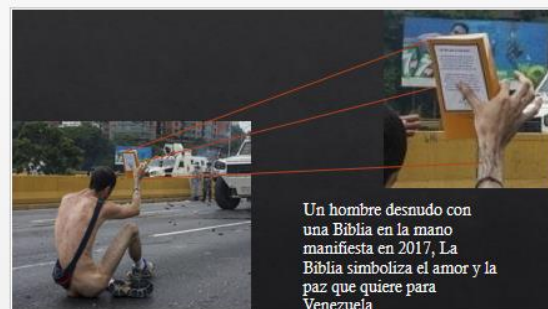 Un hombre desnudo con
una Biblia en la mano
manifiesta en 2017, La
Biblia simboliza el amor y la
paz que quiere para
Venezuela